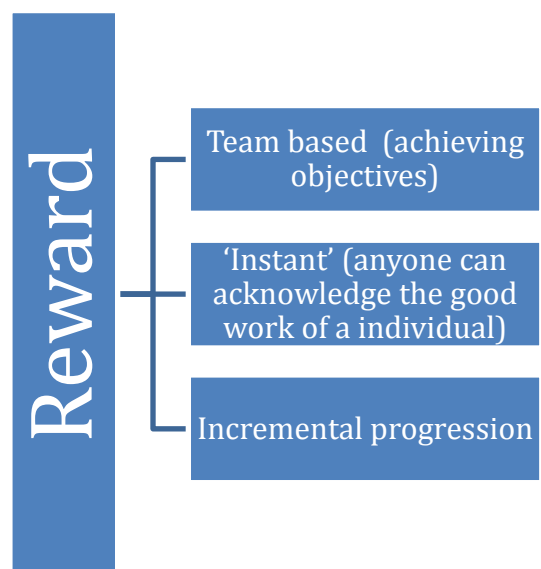 Reward
Team based  (achieving
objectives)
‘Instant’ (anyone can
acknowledge the good
work of a individual)
Incremental progression